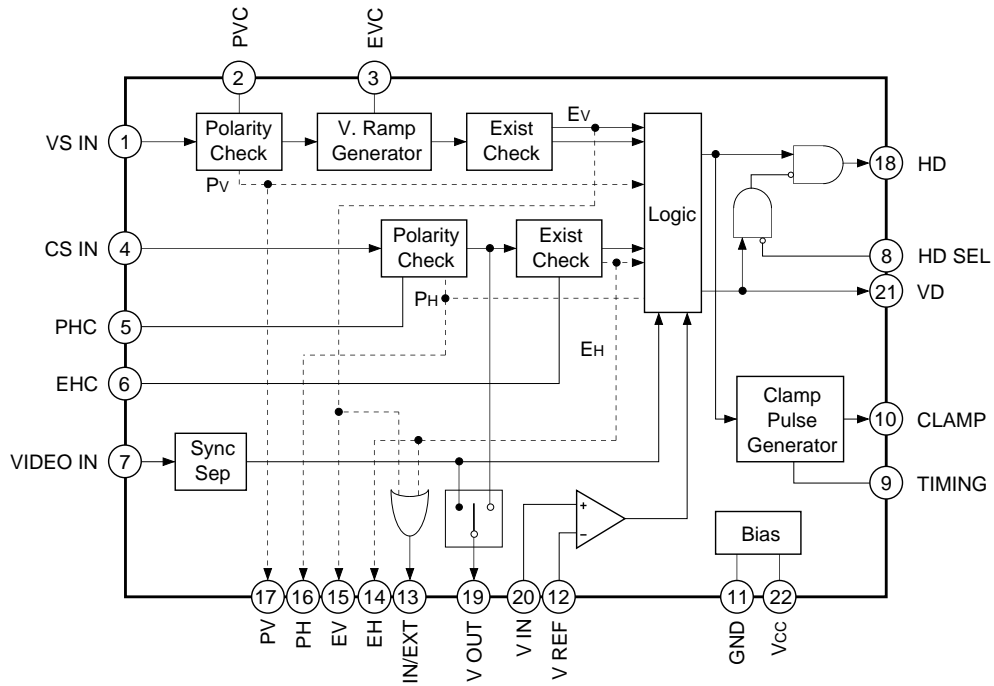 PVC
EVC
2
3
VS IN
1
Polarity
Check
V. Ramp
Generator
Exist
Check
EV
PV
Logic
18
HD
CS IN
4
Polarity
Check
Exist
Check
8
HD SEL
21
VD
PH
PHC
5
EH
EHC
6
Clamp
Pulse
Generator
10
CLAMP
VIDEO IN
7
Sync
Sep
9
TIMING
+
−
Bias
17
16
15
14
13
19
20
12
11
22
PV
PH
EV
EH
IN/EXT
V OUT
V IN
V REF
GND
VCC